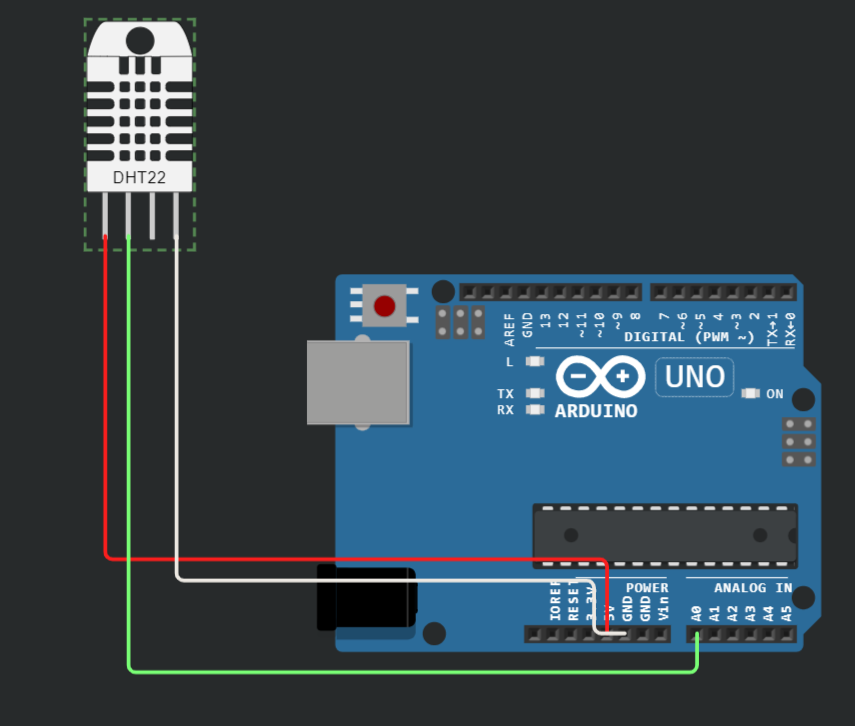 DHT22
AREF
GND
13
12
~11
~10
~9
8
7
~6
~5
4
~3
2
TX→1
RX←0
DIGITAL (PWM ~)
L
TX
RX
ARDUINO
UNO
ON
POWER
ANALOG IN
IOREF
RESET
3.3V
5V
GND
GND
Vin
A0
A1
A2
A3
A4
A5